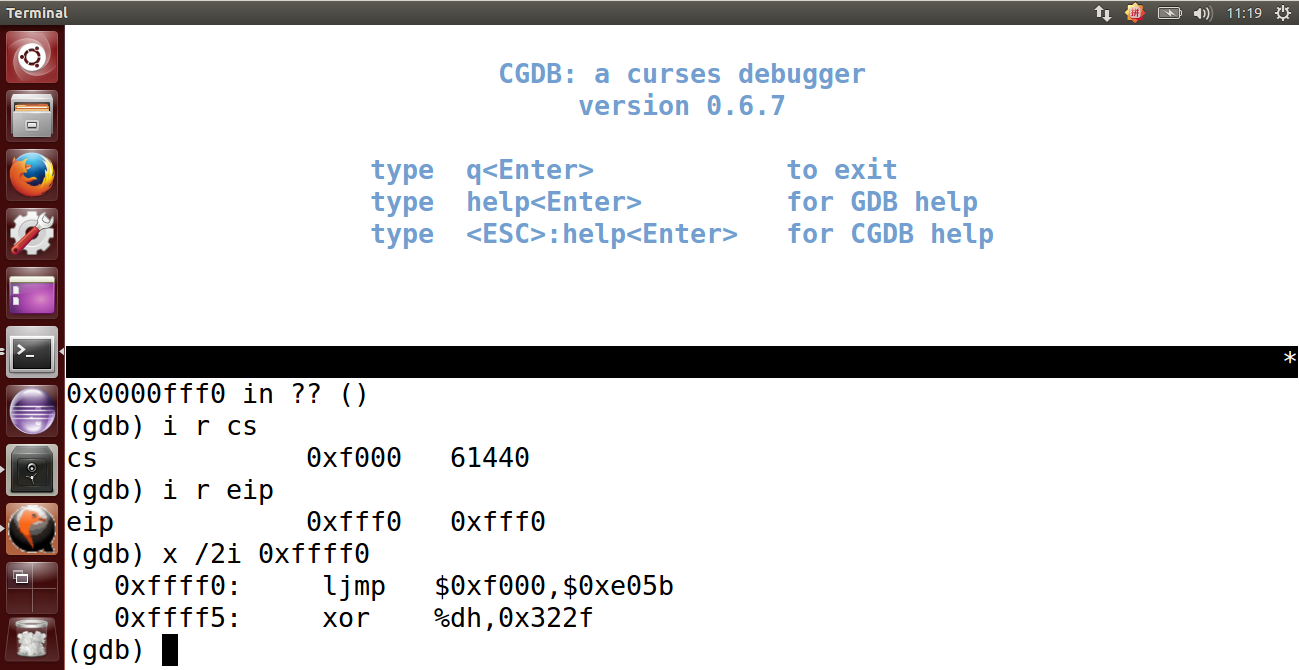 Terminal
11:19
CGDB: a curses debugger
version 0.6.7
type q<Enter> to exit
type help<Enter> for GDB help
type <ESC>:help<Enter> for CGDB help
*
0x0000fff0 in ?? ()
(gdb) i r cs
cs 0xf000 61440
(gdb) i r eip
eip 0xfff0 0xfff0
(gdb) x /2i 0xffff0
0xffff0: ljmp $0xf000,$0xe05b
0xffff5: xor %dh,0x322f
(gdb)